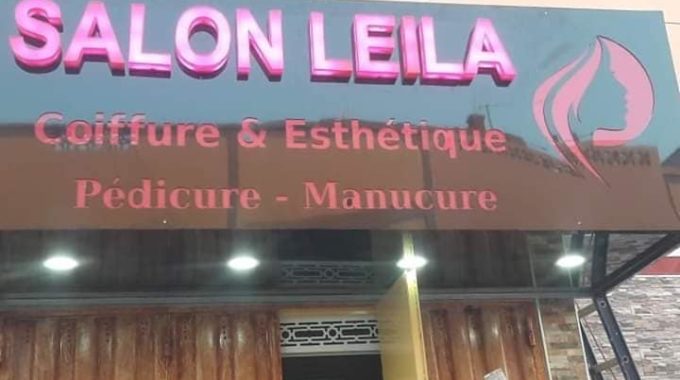 SALON LEILA
Coiffure & Esthétique
Pédicure - Manucure